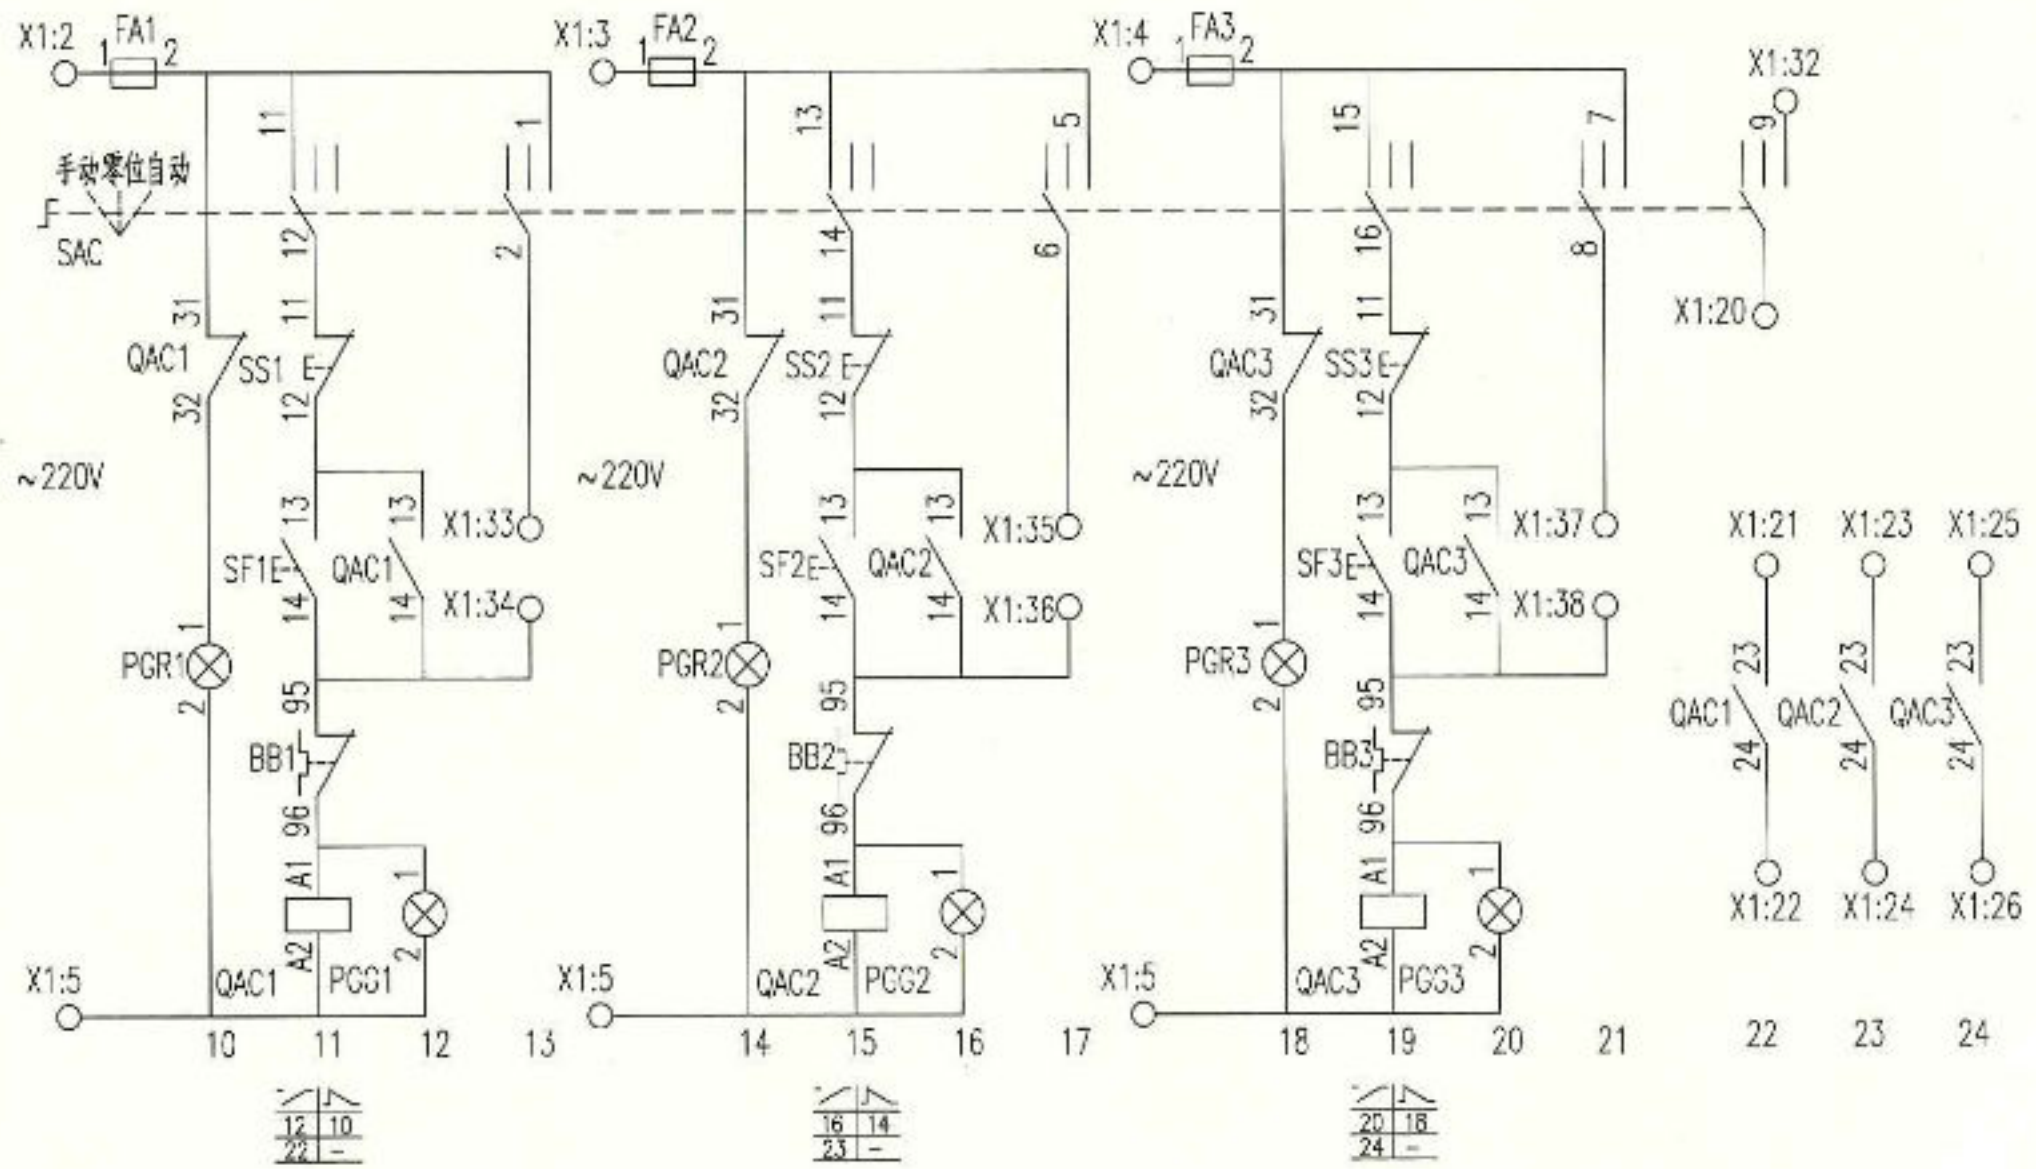 X1:2 1 FA1 2 X1:3 1 FA2 2 X1:4 1 FA3 2 X1:32
11 1 13 5 15 7 9
手动零位自动
SAC 12 2 14 6 16 8
31 11 31 11 31 11 X1:20
QAC1 SS1 E QAC2 SS2 E QAC3 SS3 E
32 12 32 12 32 12
~220V ~220V ~220V
13 13 X1:33 13 13 X1:35 13 13 X1:37 X1:21 X1:23 X1:25
SF1 E QAC1 SF2 E QAC2 SF3 E QAC3
14 14 X1:34 14 14 X1:36 14 14 X1:38
1 1 1 23 23 23
PGR1 PGR2 PGR3
2 95 2 95 2 95 QAC1 QAC2 QAC3
BB1 BB2 BB3 24 24 24
96 96 96
A1 1 A1 1 A1 1
X1:22 X1:24 X1:26
A2 2 A2 2 A2 2
X1:5 QAC1 PGG1 X1:5 QAC2 PGG2 X1:5 QAC3 PGG3
10 11 12 13 14 15 16 17 18 19 20 21 22 23 24
12 10 16 14 20 18
22 - 23 - 24 -